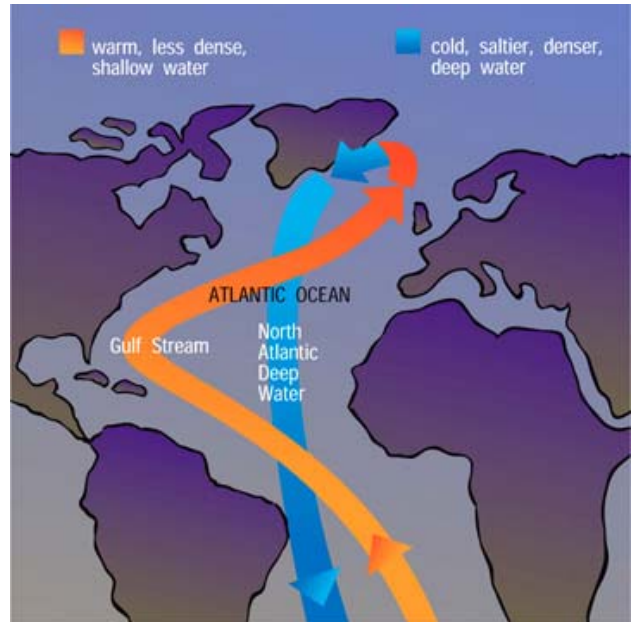 warm, less dense,
shallow water
cold, saltier, denser,
deep water
ATLANTIC OCEAN
Gulf Stream
North
Atlantic
Deep
Water